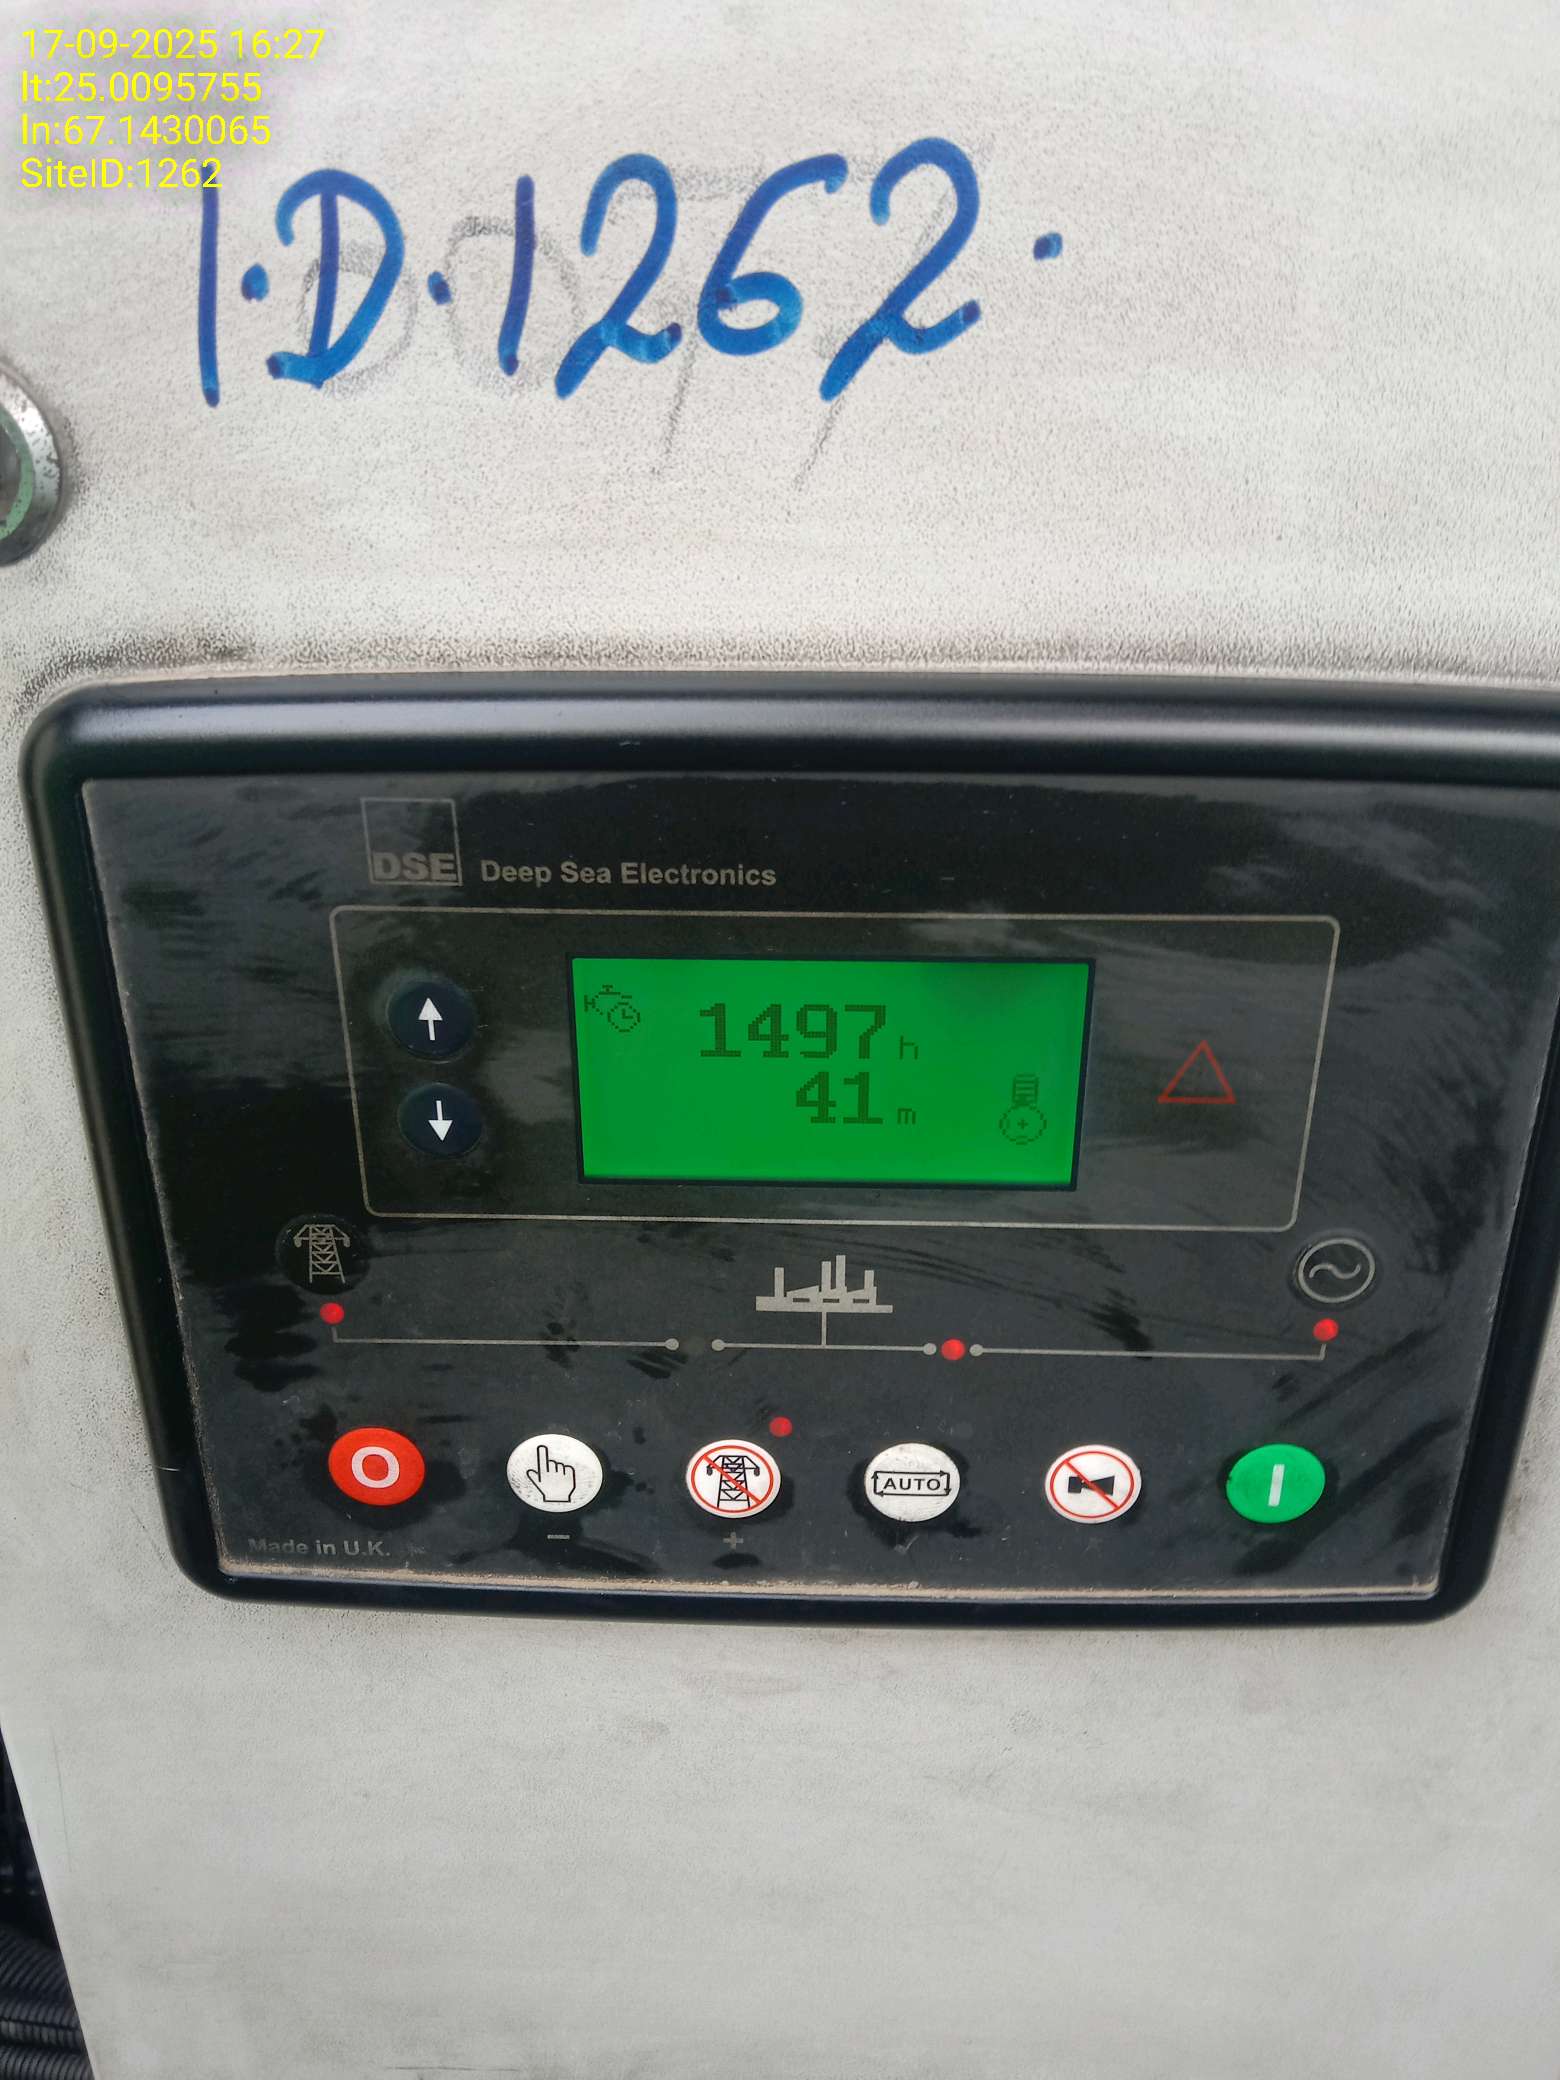 17-09-2025 16:27
lt:25.0095755
ln:67.1430065
SiteID:1262
I.D.1262.
DSE Deep Sea Electronics
1497 h
41 m
AUTO
Made in U.K.